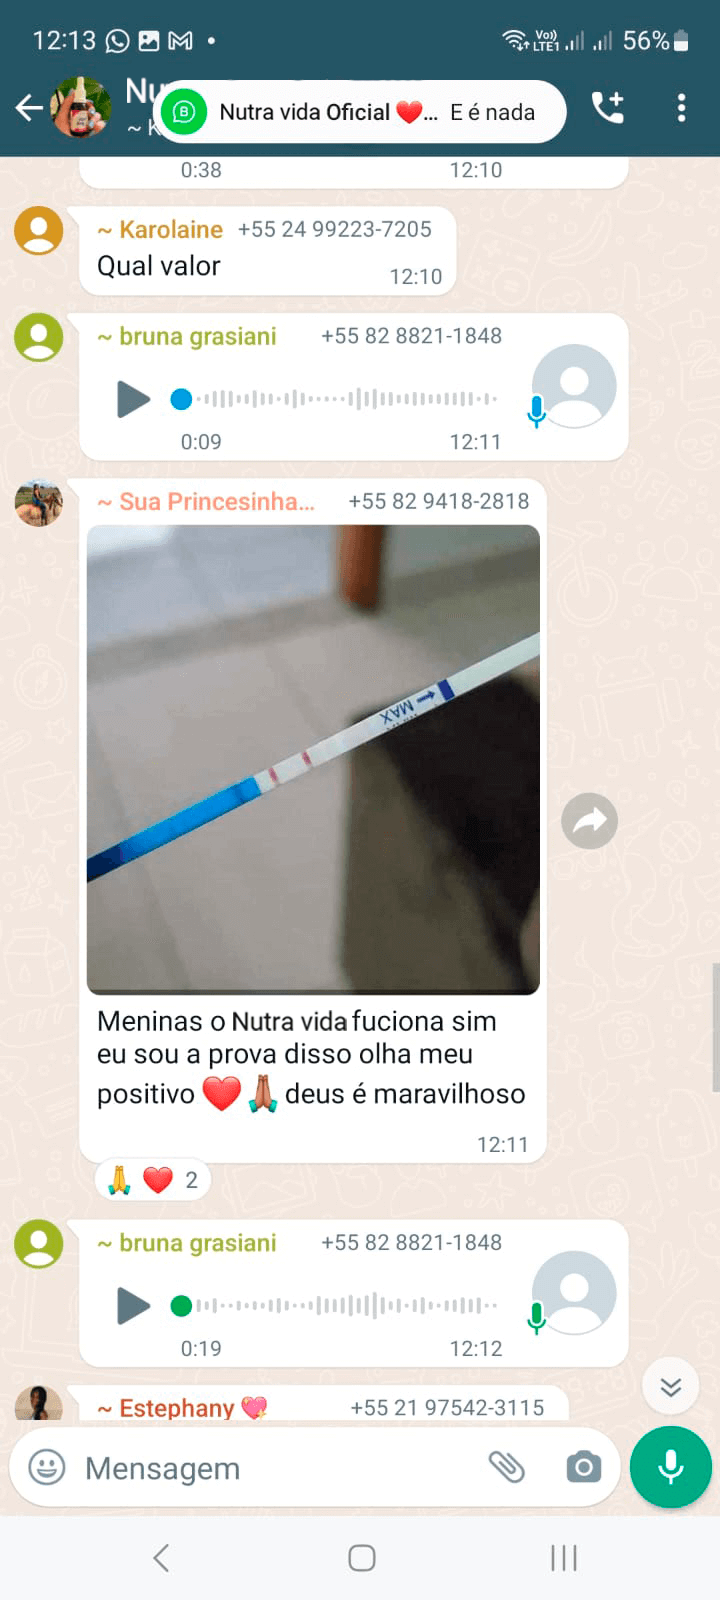 12:13
Vo))
LTE1
56%
Nu
~ K
Nutra vida Oficial ❤️... E é nada
0:38 12:10
~ Karolaine +55 24 99223-7205
Qual valor
12:10
~ bruna grasiani +55 82 8821-1848
0:09 12:11
~ Sua Princesinha... +55 82 9418-2818
MAX
Meninas o Nutra vida fuciona sim
eu sou a prova disso olha meu
positivo ❤️🙏🏾 deus é maravilhoso
12:11
🙏 ❤️ 2
~ bruna grasiani +55 82 8821-1848
0:19 12:12
~ Estephany 💖 +55 21 97542-3115
Mensagem